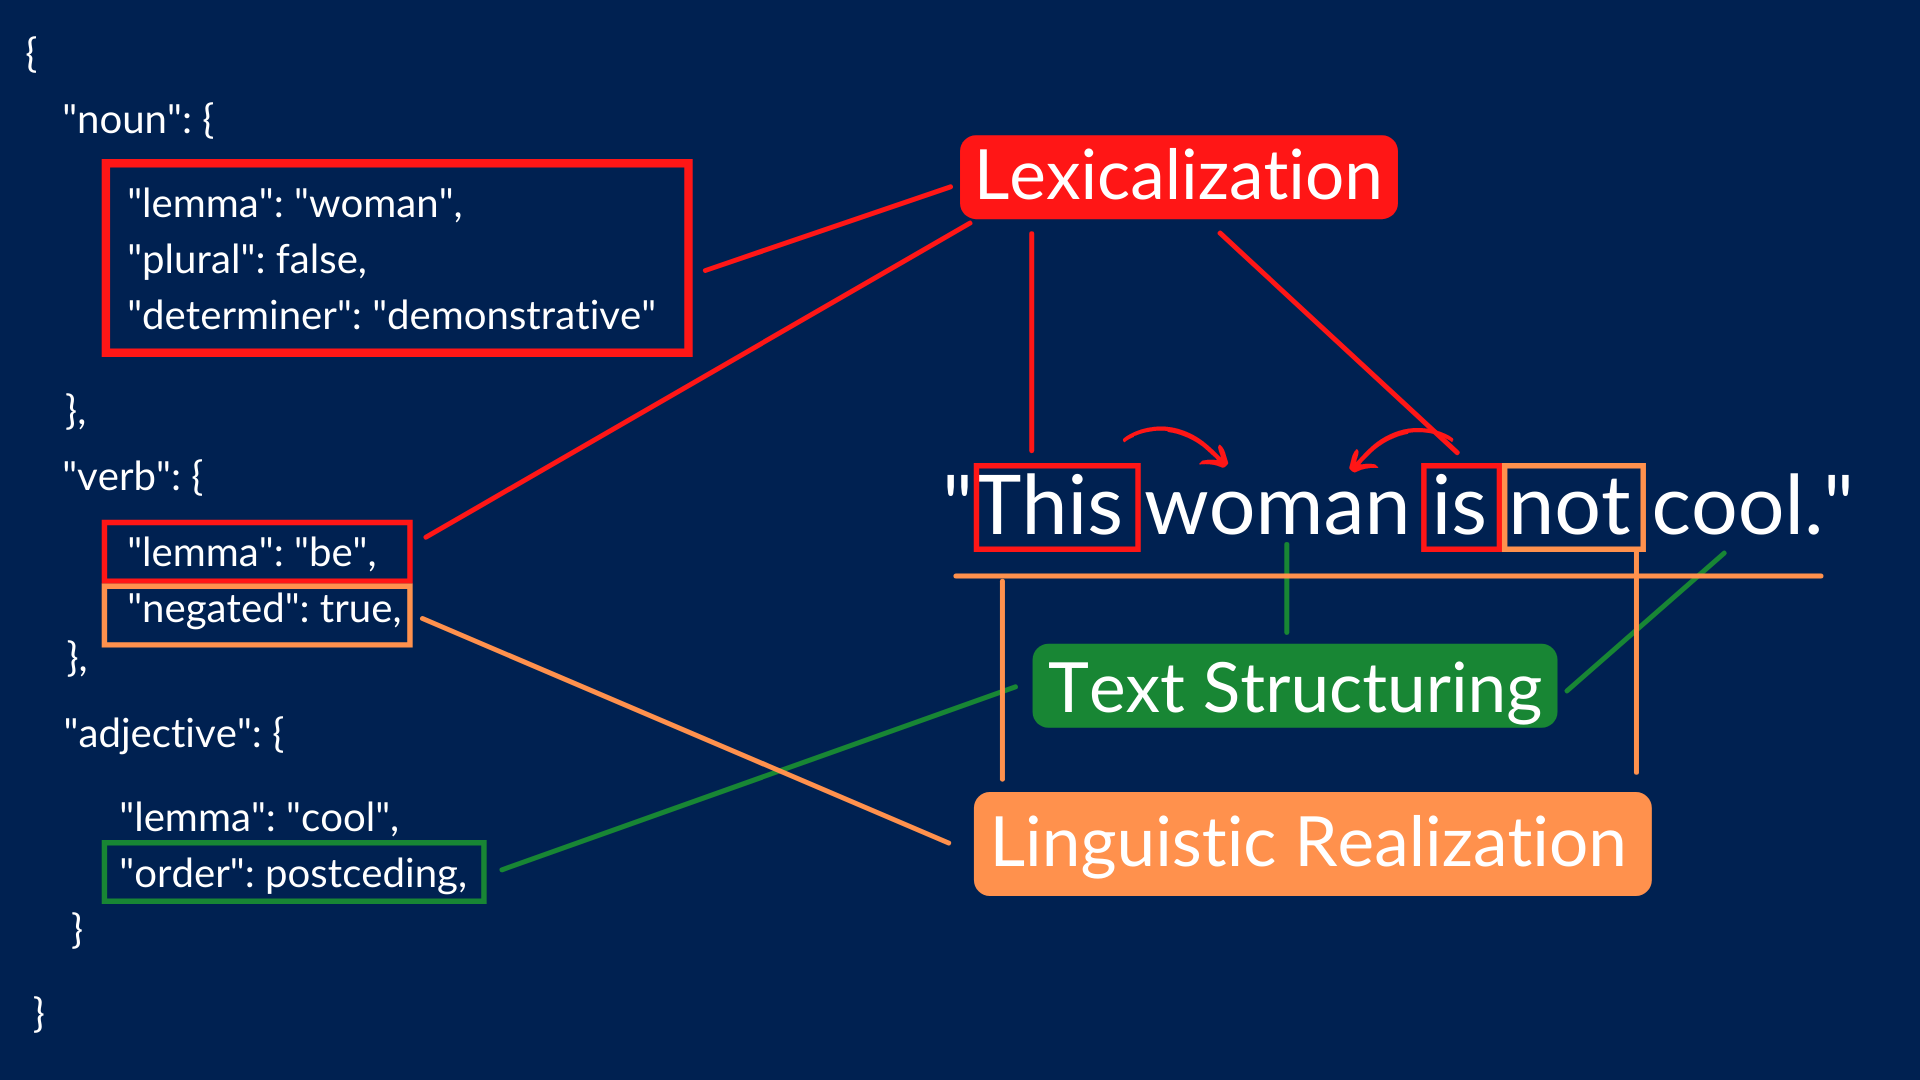 {
"noun": {
"lemma": "woman",
"plural": false,
"determiner": "demonstrative"
},
"verb": {
"lemma": "be",
"negated": true,
},
"adjective": {
"lemma": "cool",
"order": postceding,
}
}
Lexicalization
"This woman is not cool."
Text Structuring
Linguistic Realization